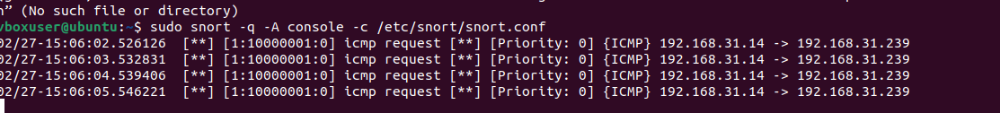 n” (No such file or directory)
vboxuser@ubuntu:~$ sudo snort -q -A console -c /etc/snort/snort.conf
02/27-15:06:02.526126  [**] [1:10000001:0] icmp request [**] [Priority: 0] {ICMP} 192.168.31.14 -> 192.168.31.239
02/27-15:06:03.532831  [**] [1:10000001:0] icmp request [**] [Priority: 0] {ICMP} 192.168.31.14 -> 192.168.31.239
02/27-15:06:04.539406  [**] [1:10000001:0] icmp request [**] [Priority: 0] {ICMP} 192.168.31.14 -> 192.168.31.239
02/27-15:06:05.546221  [**] [1:10000001:0] icmp request [**] [Priority: 0] {ICMP} 192.168.31.14 -> 192.168.31.239